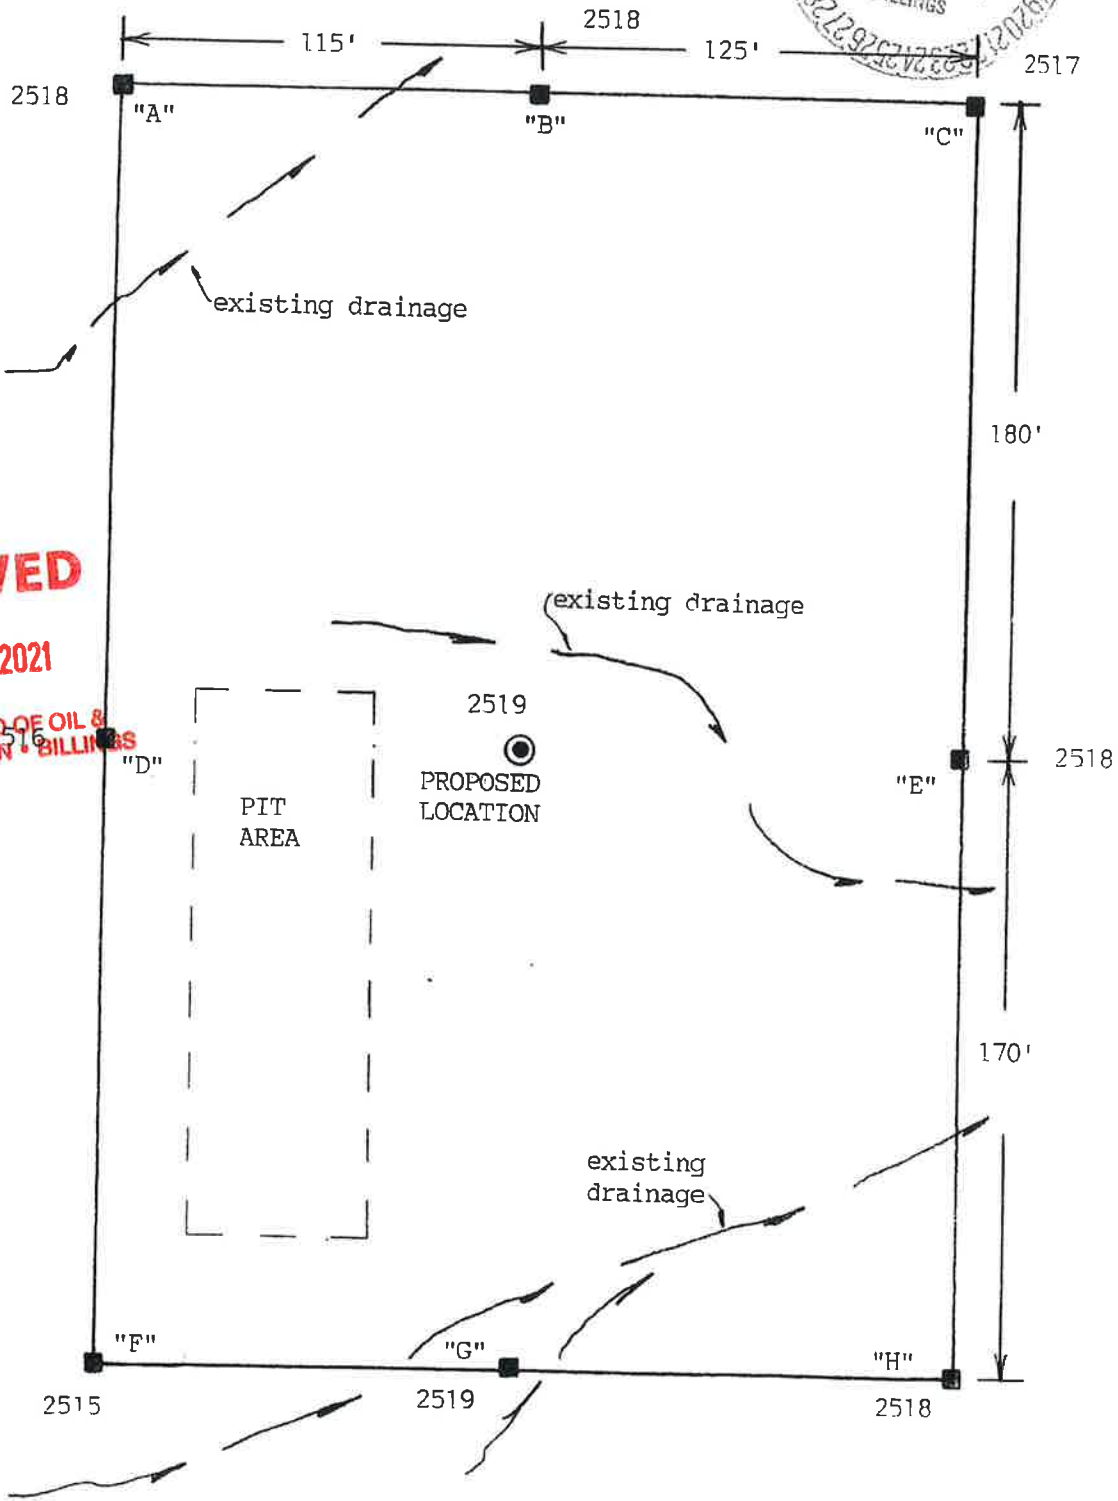 2518
115'
125'
2517
2518
"A"
"B"
"C"
existing drainage
180'
VED
existing drainage
2021
2519
OF OIL &
BILLINGS
"D"
PROPOSED
LOCATION
"E"
2518
PIT
AREA
170'
existing
drainage
"F"
"G"
"H"
2515
2519
2518